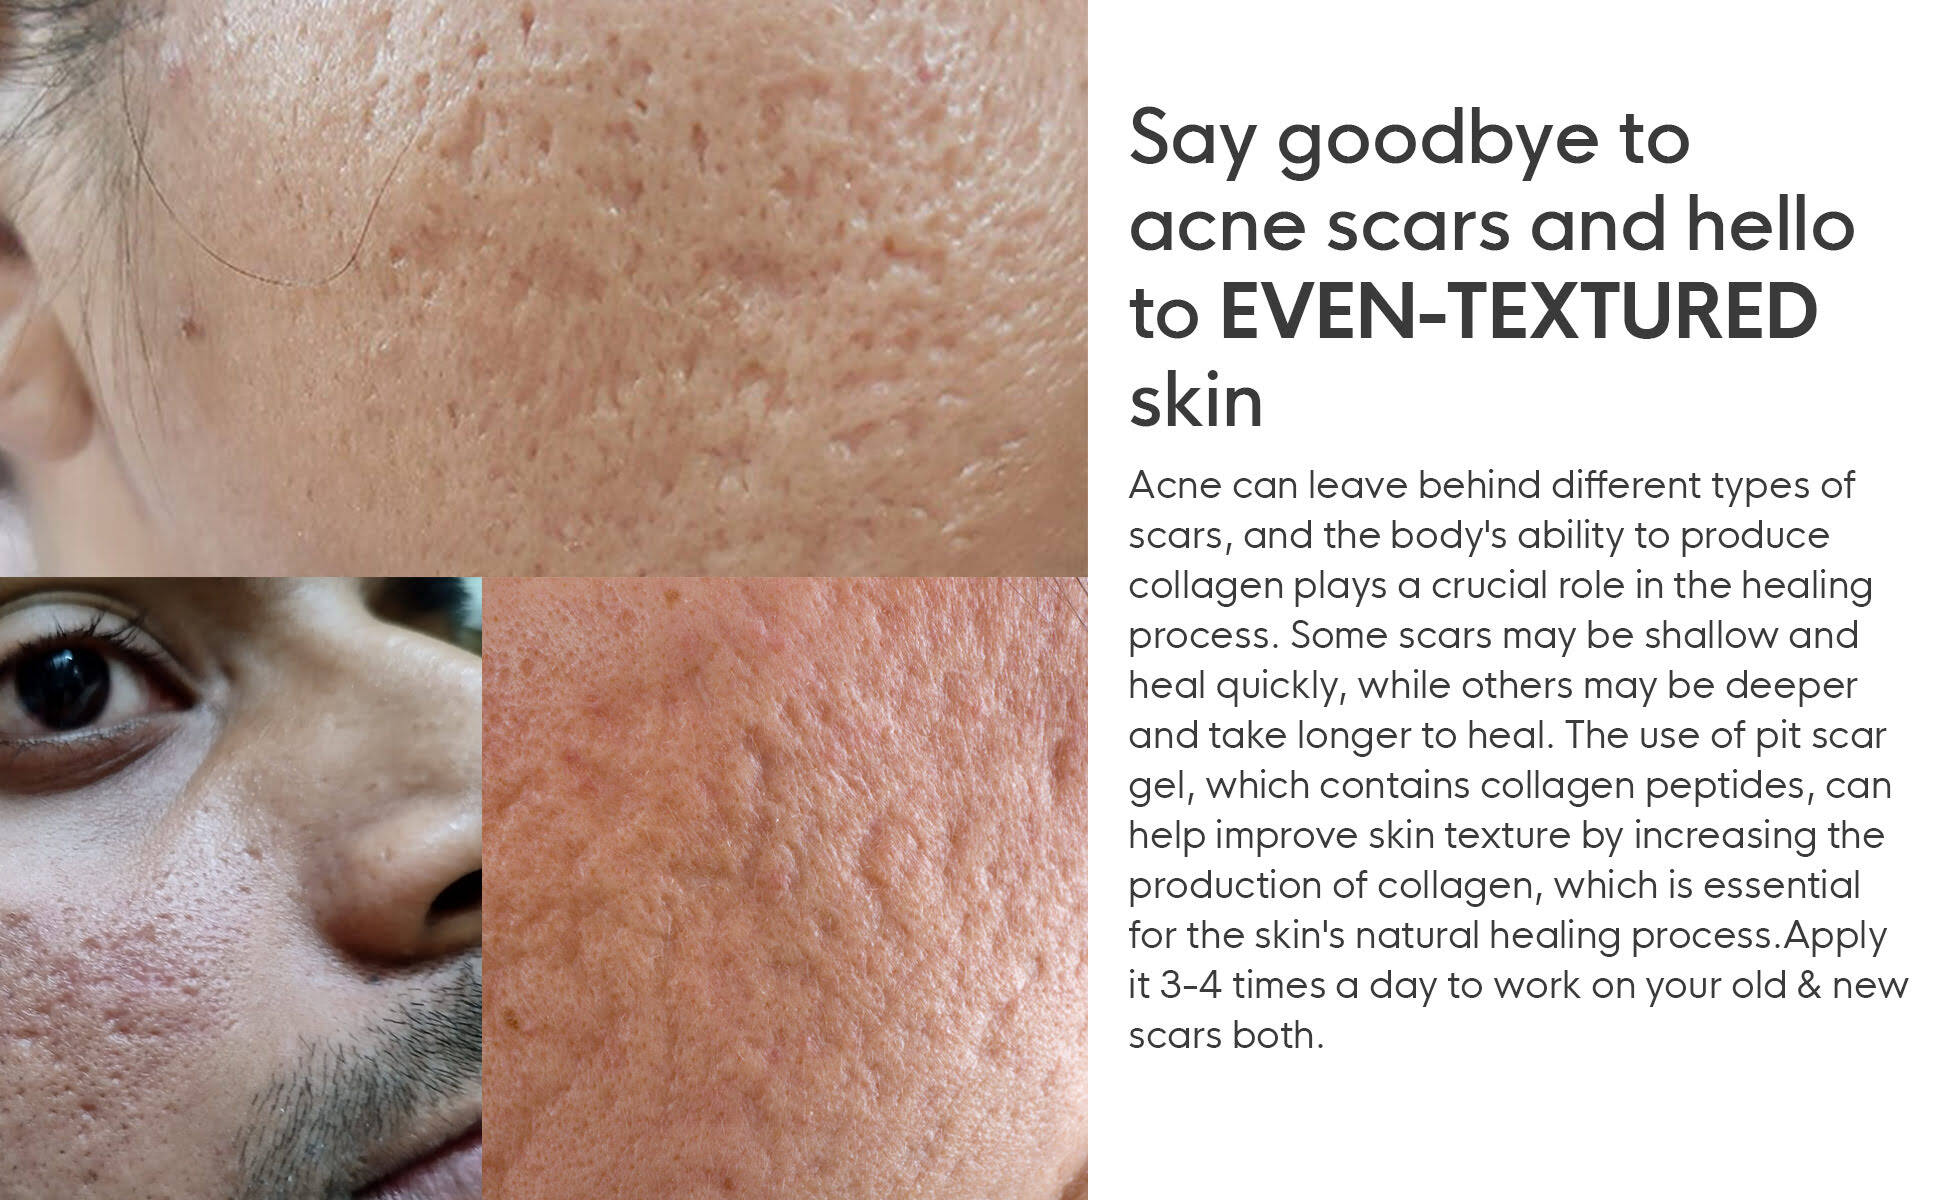 Say goodbye to
acne scars and hello
to EVEN-TEXTURED
skin
Acne can leave behind different types of
scars, and the body's ability to produce
collagen plays a crucial role in the healing
process. Some scars may be shallow and
heal quickly, while others may be deeper
and take longer to heal. The use of pit scar
gel, which contains collagen peptides, can
help improve skin texture by increasing the
production of collagen, which is essential
for the skin's natural healing process.Apply
it 3-4 times a day to work on your old & new
scars both.